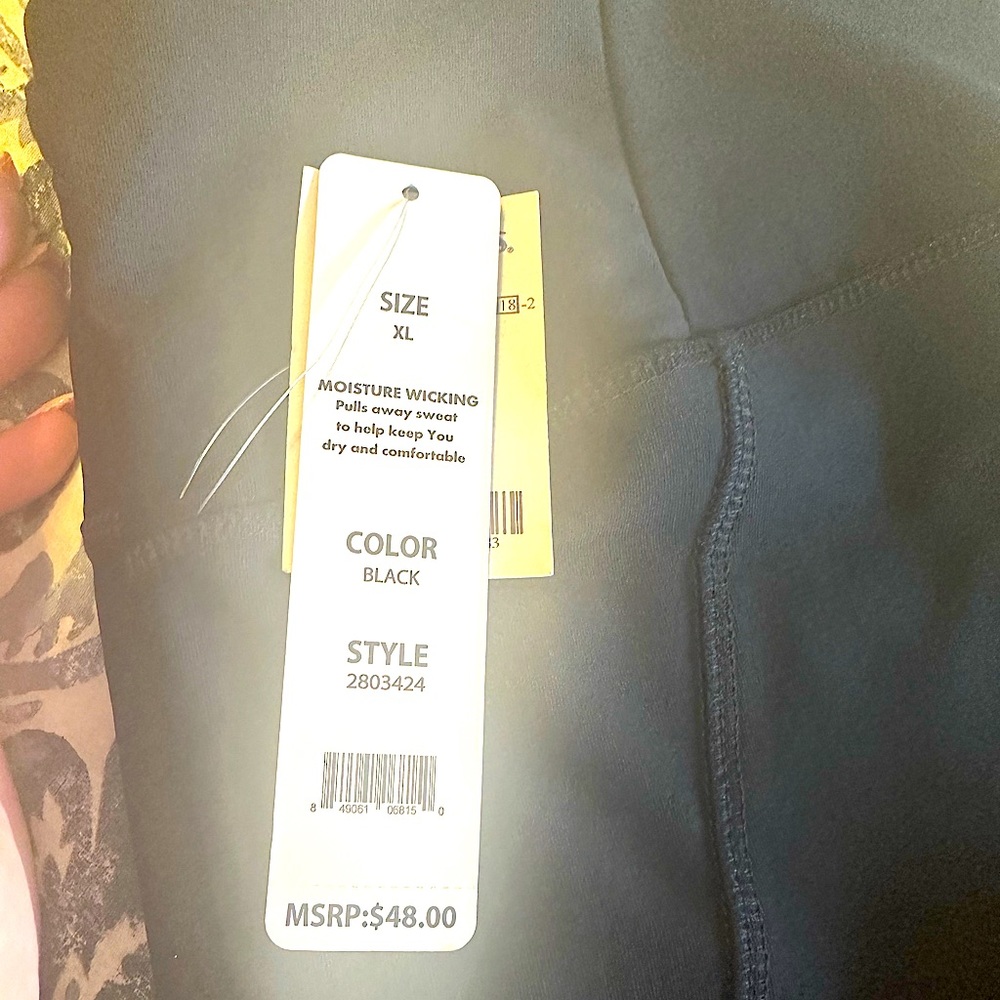 SIZE
XL
MOISTURE WICKING
Pulls away sweat
to help keep You
dry and comfortable
COLOR
BLACK
STYLE
2803424
8 49061 06815 0
MSRP:$48.00
18-2